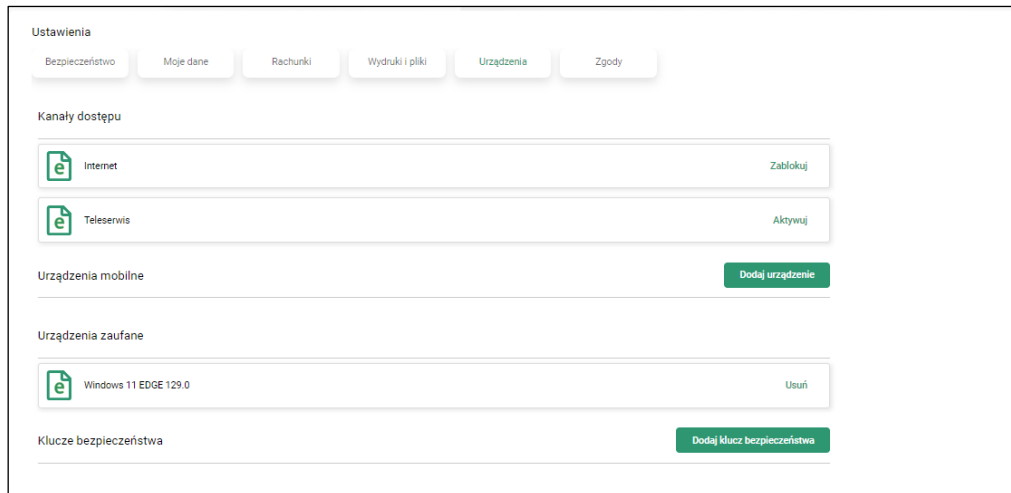 Ustawienia
Bezpieczeństwo Moje dane Rachunki Wydruki i pliki Urządzenia Zgody
Kanały dostępu
e Internet Zablokuj
e Teleserwis Aktywuj
Urządzenia mobilne Dodaj urządzenie
Urządzenia zaufane
e Windows 11 EDGE 129.0 Usuń
Klucze bezpieczeństwa Dodaj klucz bezpieczeństwa